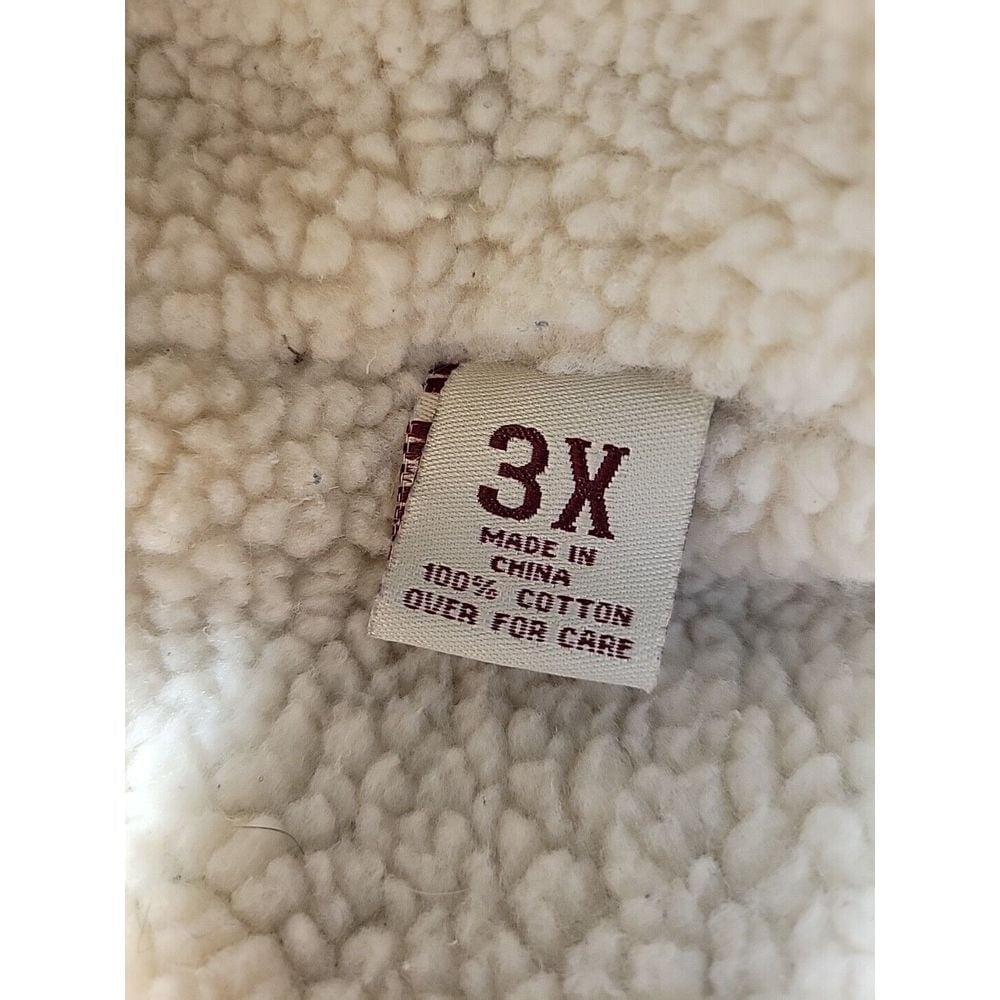 3X
MADE IN
CHINA
100% COTTON
OVER FOR CARE